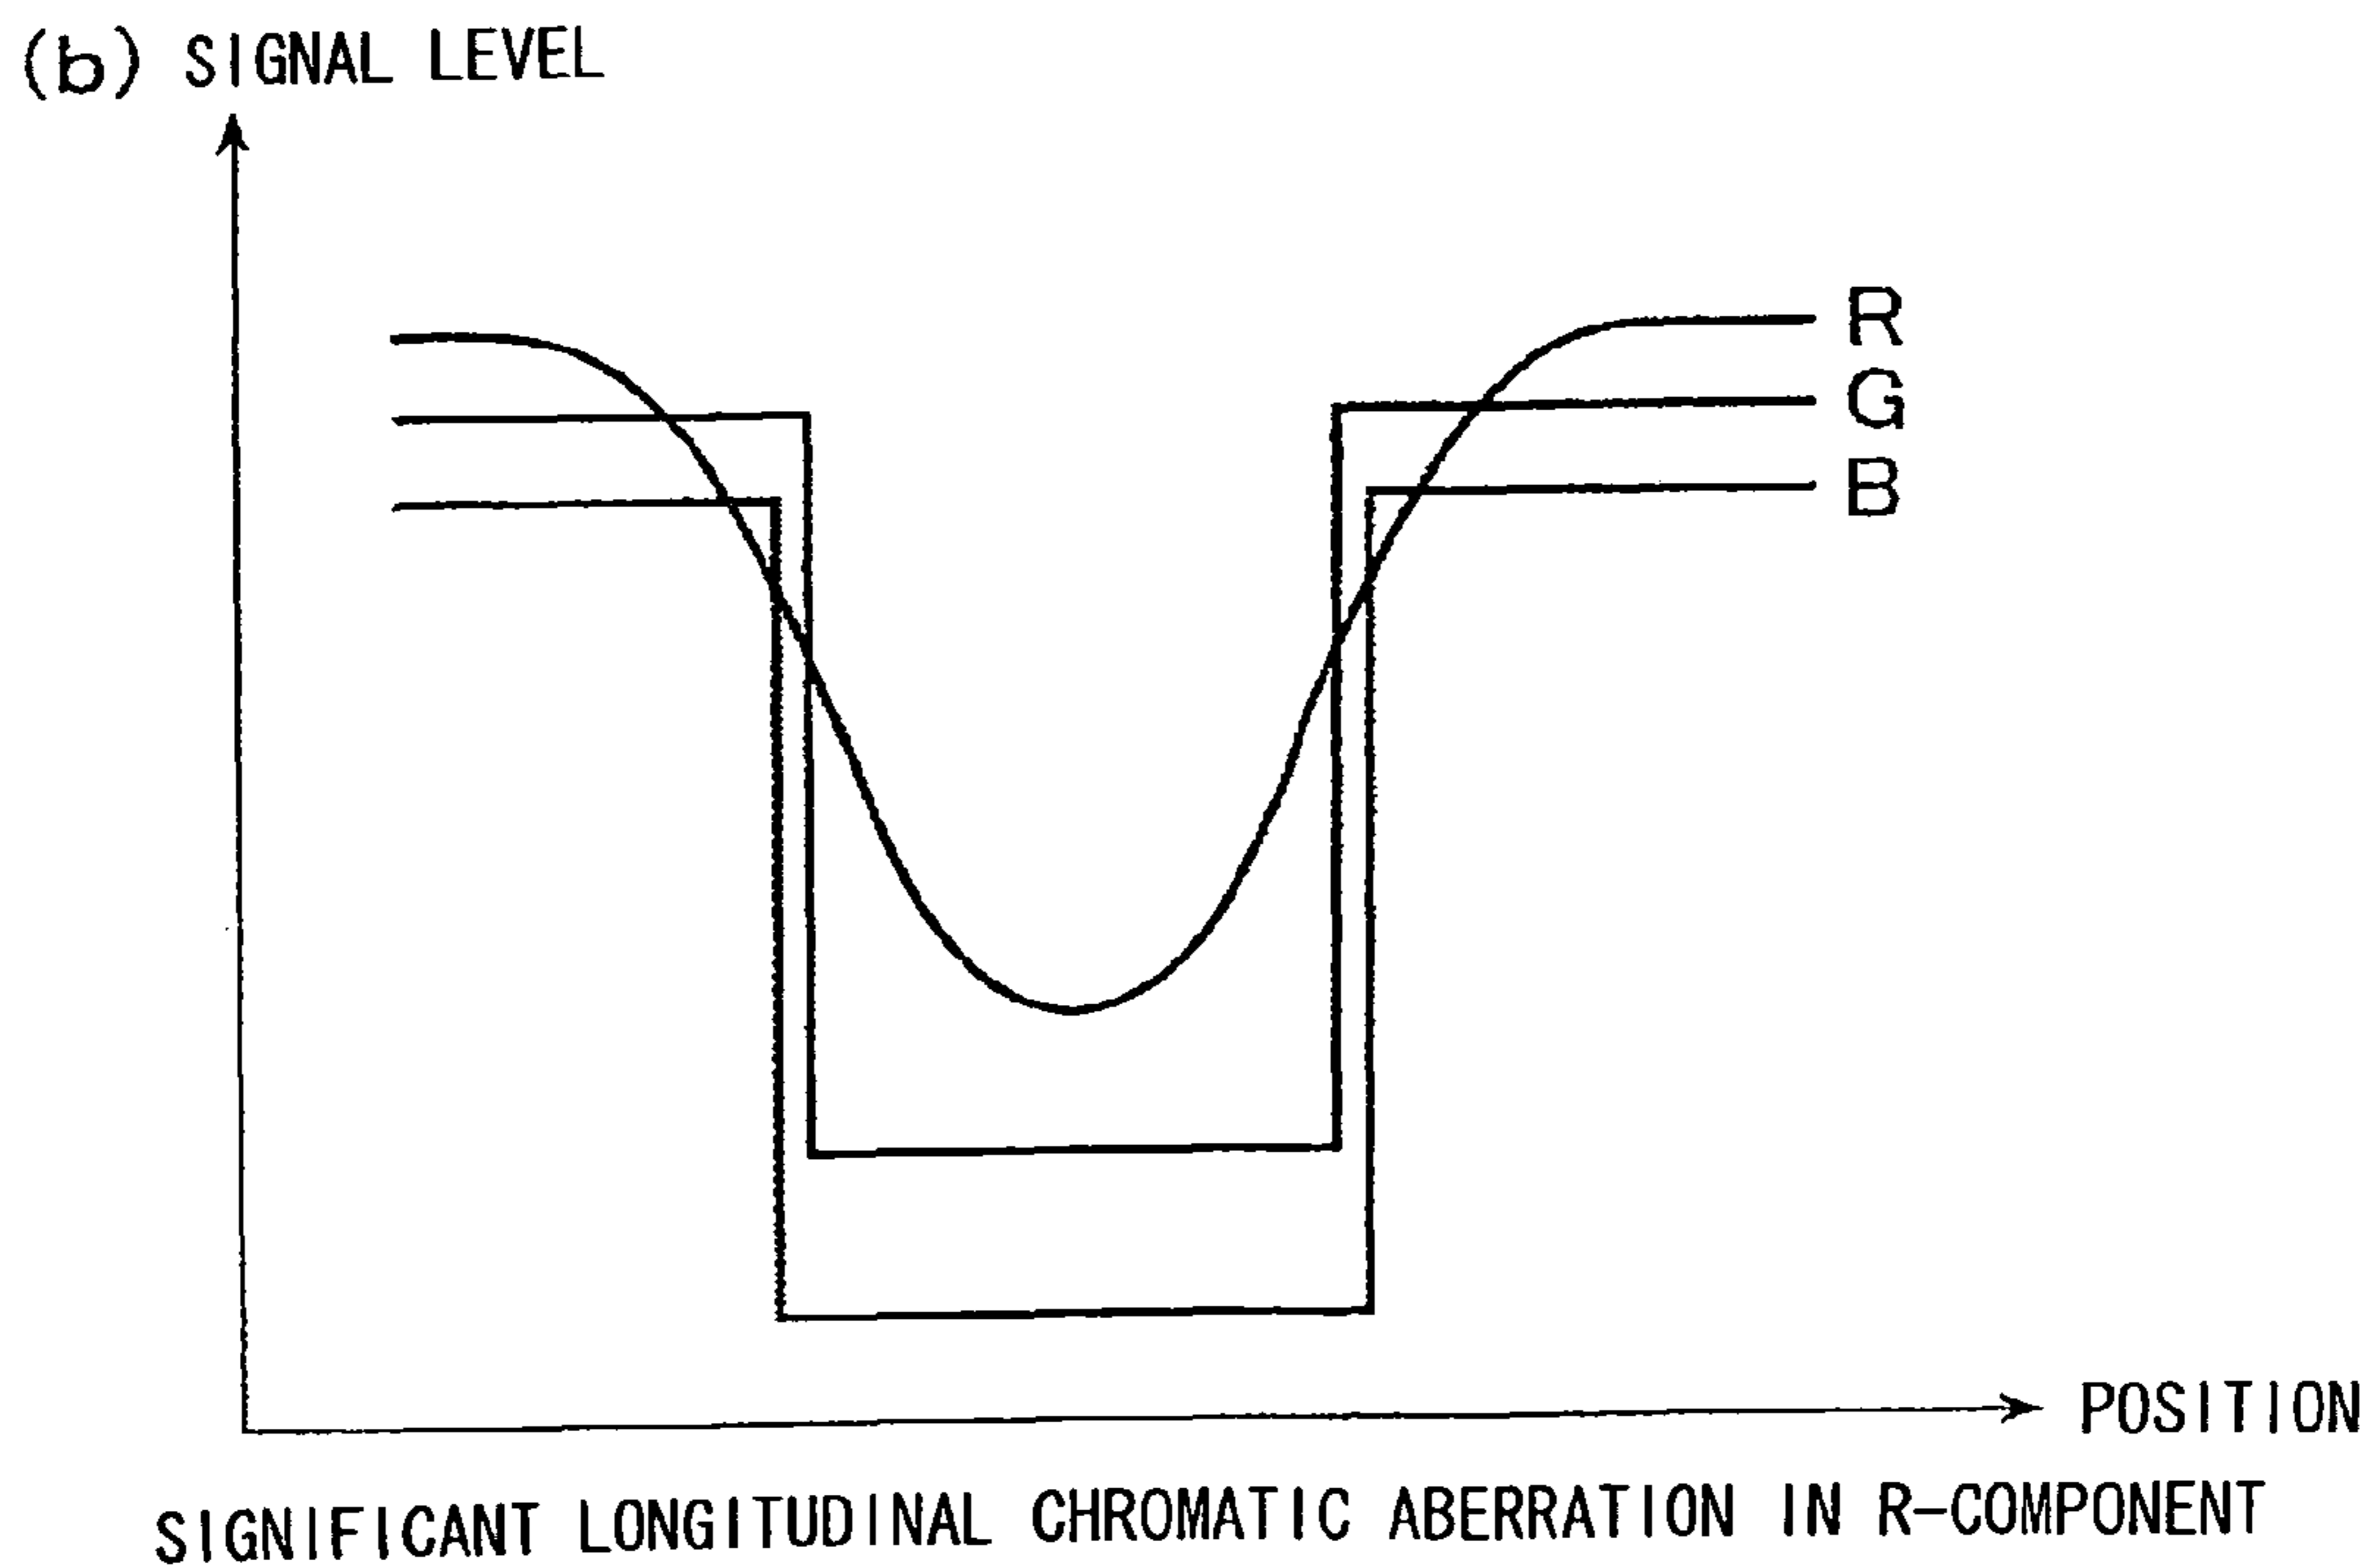 (b) SIGNAL LEVEL
R
G
B
POSITION
SIGNIFICANT LONGITUDINAL CHROMATIC ABERRATION IN R-COMPONENT